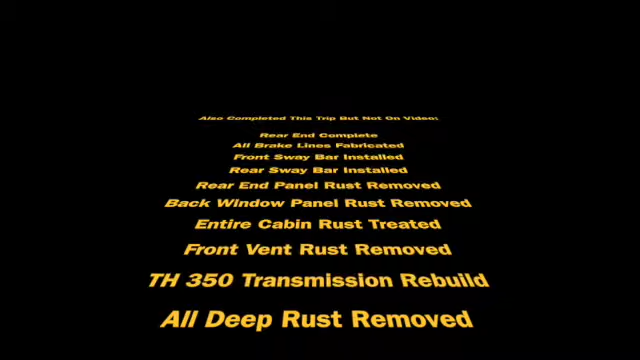 Also Completed This Trip But Not On Video:
Rear End Complete
All Brake Lines Fabricated
Front Sway Bar Installed
Rear Sway Bar Installed
Rear End Panel Rust Removed
Back Window Panel Rust Removed
Entire Cabin Rust Treated
Front Vent Rust Removed
TH 350 Transmission Rebuild
All Deep Rust Removed